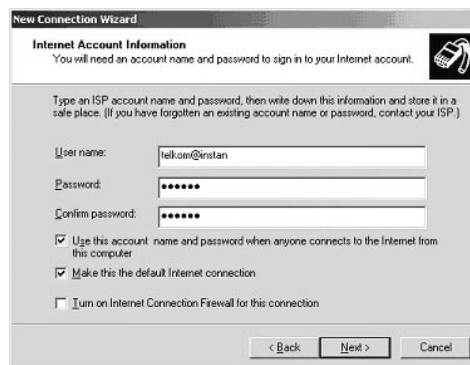 New Connection Wizard
Internet Account Information
You will need an account name and password to sign in to your Internet account.
Type an ISP account name and password, then write down this information and store it in a
safe place. (If you have forgotten an existing account name or password, contact your ISP.)
User name:
telkom@instan
Password:
••••••
Confirm password:
••••••
Use this account name and password when anyone connects to the Internet from
this computer
Make this the default Internet connection
Turn on Internet Connection Firewall for this connection
< Back
Next >
Cancel